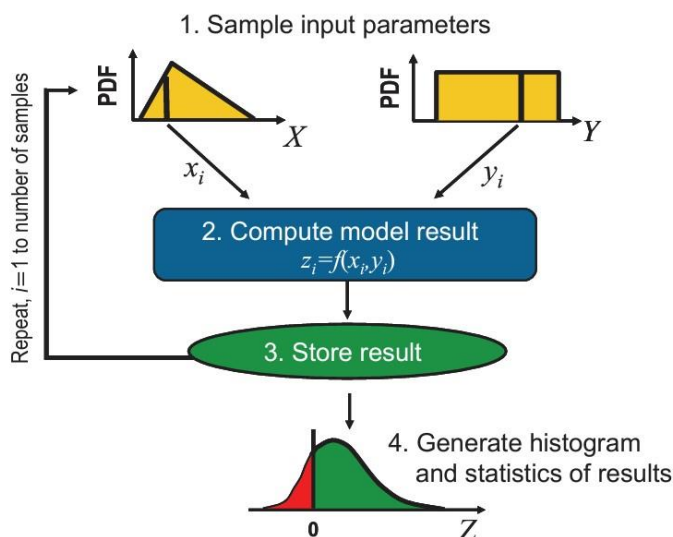 1. Sample input parameters
PDF
X
PDF
Y
xᵢ
yᵢ
Repeat, i=1 to number of samples
2. Compute model result
zᵢ=f(xᵢ,yᵢ)
3. Store result
4. Generate histogram
and statistics of results
0
Z